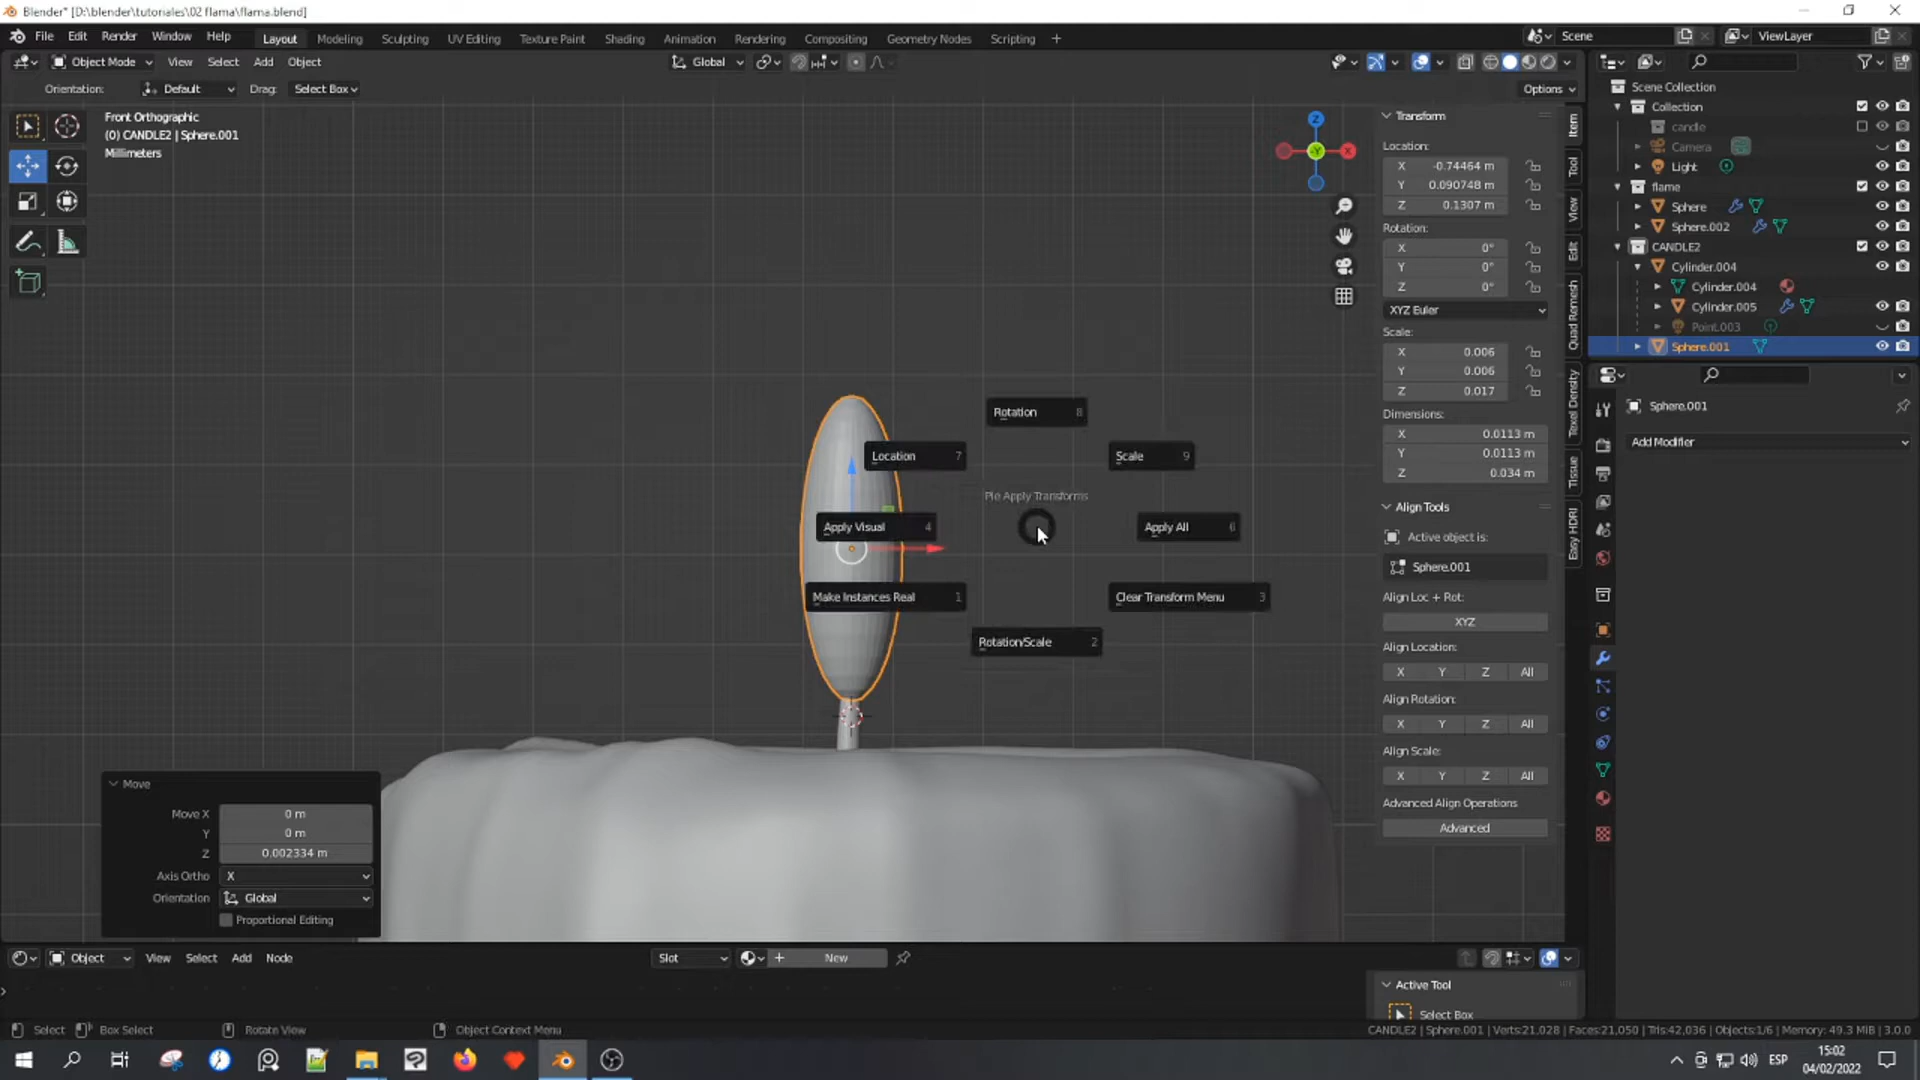 Blender* [D:\blender\tutoriales\02 flama\flama.blend]
File Edit Render Window Help
Layout Modeling Sculpting UV Editing Texture Paint Shading Animation Rendering Compositing Geometry Nodes Scripting +
Scene
ViewLayer
Object Mode View Select Add Object
Global
Orientation: Default Drag: Select Box
Options
Front Orthographic
(0) CANDLE2 | Sphere.001
Millimeters
Z
-Y
X
Rotation 8
Location 7
Scale 9
Pie Apply Transforms
Apply Visual 4
Apply All 6
Make Instances Real 1
Clear Transform Menu 3
Rotation/Scale 2
Move
Move X 0 m
Y 0 m
Z 0.002334 m
Axis Ortho X
Orientation Global
Proportional Editing
Transform
Location:
X -0.74464 m
Y 0.090748 m
Z 0.1307 m
Rotation:
X 0°
Y 0°
Z 0°
XYZ Euler
Scale:
X 0.006
Y 0.006
Z 0.017
Dimensions:
X 0.0113 m
Y 0.0113 m
Z 0.034 m
Align Tools
Active object is:
Sphere.001
Align Loc + Rot:
XYZ
Align Location:
X Y Z All
Align Rotation:
X Y Z All
Align Scale:
X Y Z All
Advanced Align Operations
Advanced
Item
Tool
View
Edit
Quad Remesh
Texel Density
Tissue
Easy HDRI
Scene Collection
Collection
candle
Camera
Light
flame
Sphere
Sphere.002
CANDLE2
Cylinder.004
Cylinder.004
Cylinder.005
Point.003
Sphere.001
Sphere.001
Add Modifier
Object View Select Add Node
Slot
New
Active Tool
Select Box
Select Box Select Rotate View Object Context Menu
CANDLE2 | Sphere.001 | Verts:21,028 | Faces:21,050 | Tris:42,036 | Objects:1/6 | Memory: 49.3 MiB | 3.0.0
ESP
15:02
04/02/2022